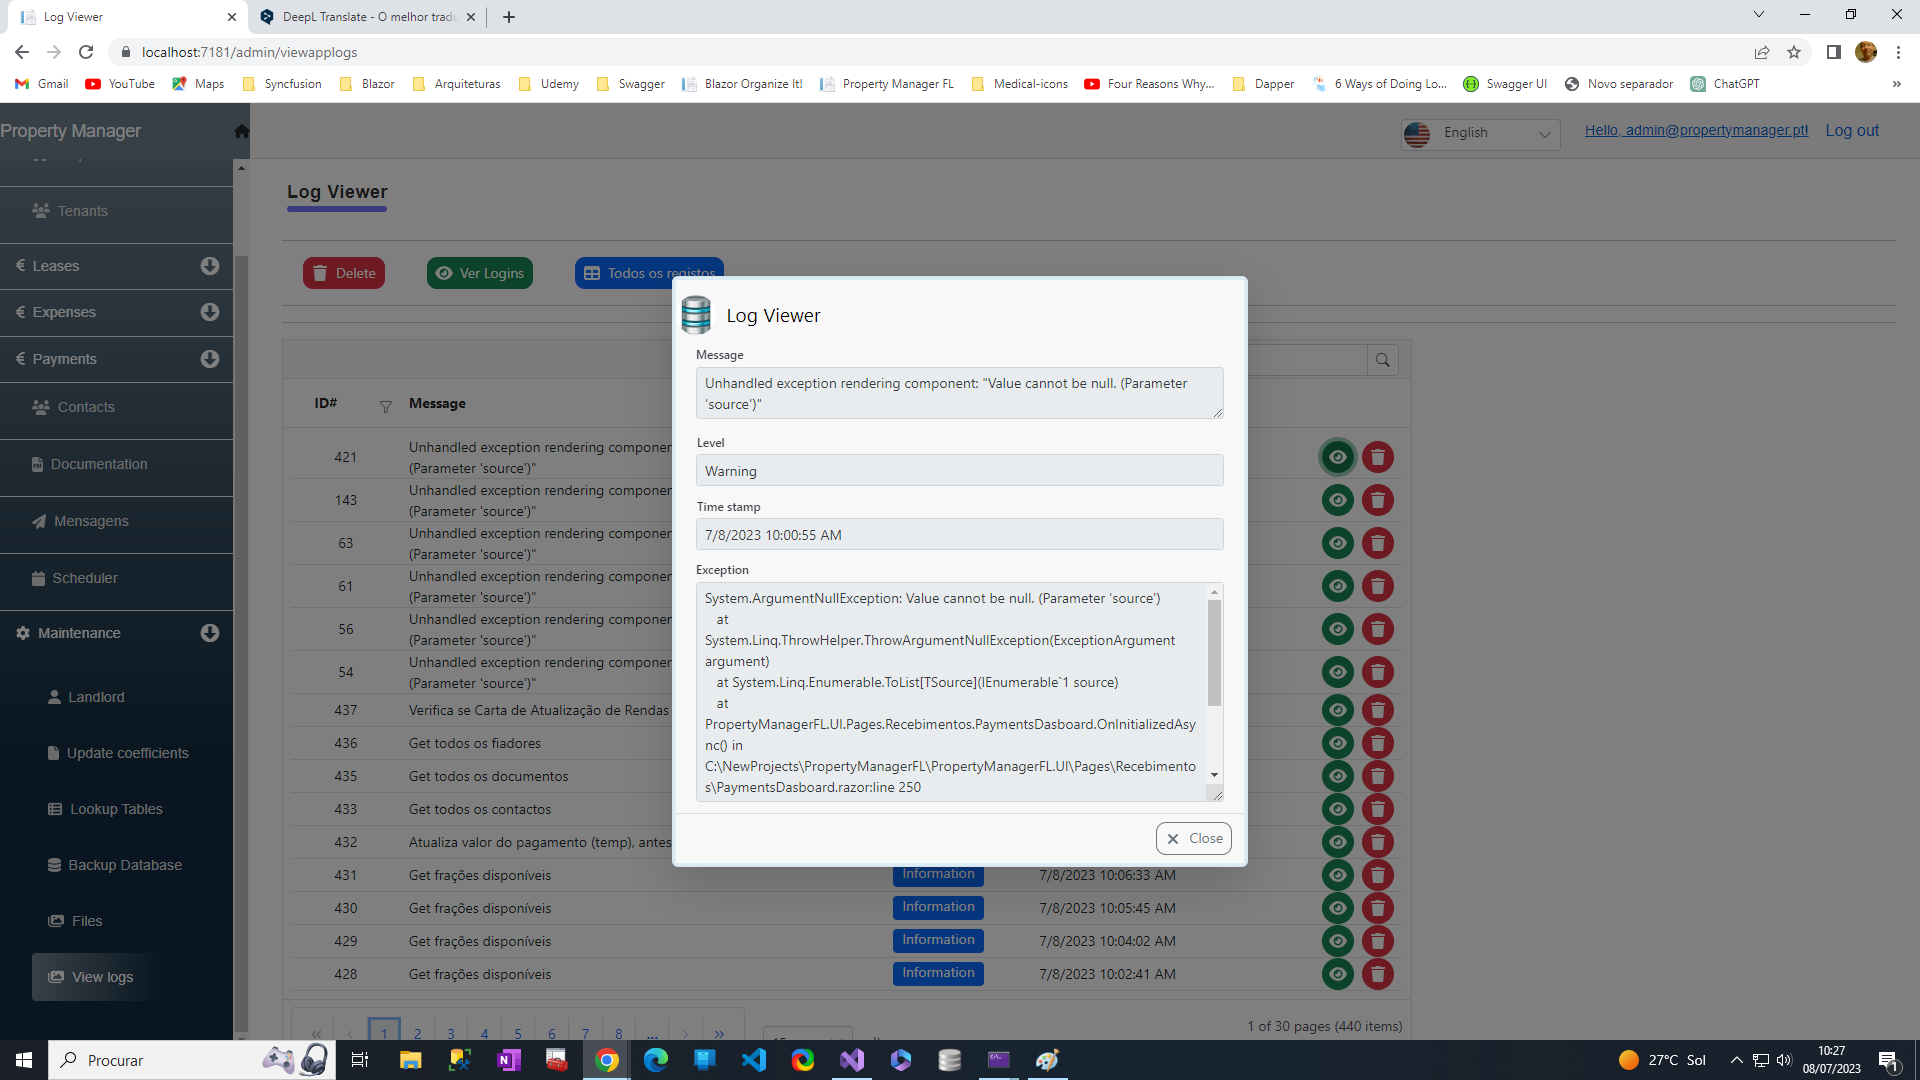 Log Viewer
DeepL Translate - O melhor tradu
localhost:7181/admin/viewapplogs
Gmail
YouTube
Maps
Syncfusion
Blazor
Arquiteturas
Udemy
Swagger
Blazor Organize It!
Property Manager FL
Medical-icons
Four Reasons Why...
Dapper
6 Ways of Doing Lo...
Swagger UI
Novo separador
ChatGPT
»
Property Manager
English
Hello, admin@propertymanager.pt!
Log out
Tenants
€ Leases
€ Expenses
€ Payments
Contacts
Documentation
Mensagens
Scheduler
Maintenance
Landlord
Update coefficients
Lookup Tables
Backup Database
Files
View logs
Log Viewer
Delete
Ver Logins
Todos os registos
ID#
Message
421
Unhandled exception rendering componen
(Parameter 'source')"
143
Unhandled exception rendering componen
(Parameter 'source')"
63
Unhandled exception rendering componen
(Parameter 'source')"
61
Unhandled exception rendering componen
(Parameter 'source')"
56
Unhandled exception rendering componen
(Parameter 'source')"
54
Unhandled exception rendering componen
(Parameter 'source')"
437 Verifica se Carta de Atualização de Rendas
436 Get todos os fiadores
435 Get todos os documentos
433 Get todos os contactos
432 Atualiza valor do pagamento (temp), antes
431 Get frações disponíveis Information 7/8/2023 10:06:33 AM
430 Get frações disponíveis Information 7/8/2023 10:05:45 AM
429 Get frações disponíveis Information 7/8/2023 10:04:02 AM
428 Get frações disponíveis Information 7/8/2023 10:02:41 AM
« ‹ 1 2 3 4 5 6 7 8 ... › »
1 of 30 pages (440 items)
Log Viewer
Message
Unhandled exception rendering component: "Value cannot be null. (Parameter
'source')"
Level
Warning
Time stamp
7/8/2023 10:00:55 AM
Exception
System.ArgumentNullException: Value cannot be null. (Parameter 'source')
at
System.Linq.ThrowHelper.ThrowArgumentNullException(ExceptionArgument
argument)
at System.Linq.Enumerable.ToList[TSource](IEnumerable`1 source)
at
PropertyManagerFL.UI.Pages.Recebimentos.PaymentsDasboard.OnInitializedAsy
nc() in
C:\NewProjects\PropertyManagerFL\PropertyManagerFL.UI\Pages\Recebimento
s\PaymentsDasboard.razor:line 250
Close
Procurar
27°C Sol
10:27
08/07/2023
1